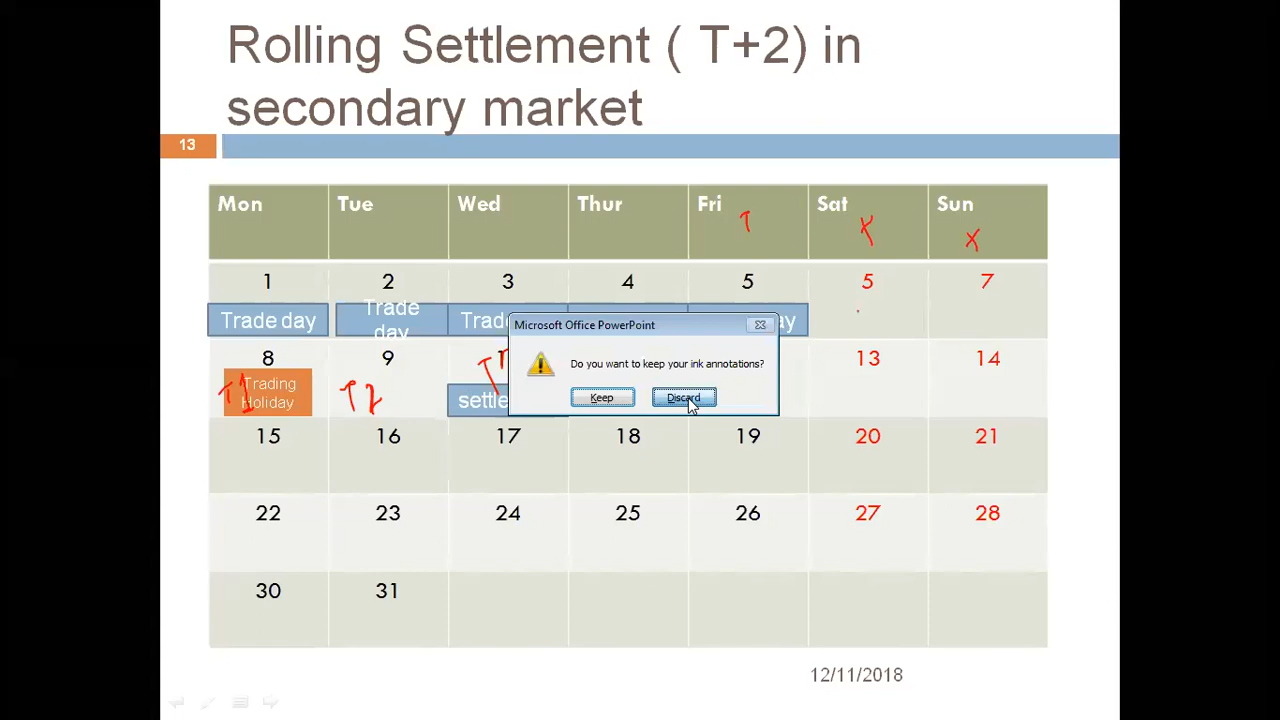 Rolling Settlement ( T+2) in
secondary market
13
Mon Tue Wed Thur Fri Sat Sun
T X X
1 2 3 4 5 5 7
Trade day Trade day
Microsoft Office PowerPoint
Do you want to keep your ink annotations?
Keep Discard
8 9 13 14
Trading
Holiday
T1 T2
15 16 17 18 19 20 21
22 23 24 25 26 27 28
30 31
12/11/2018